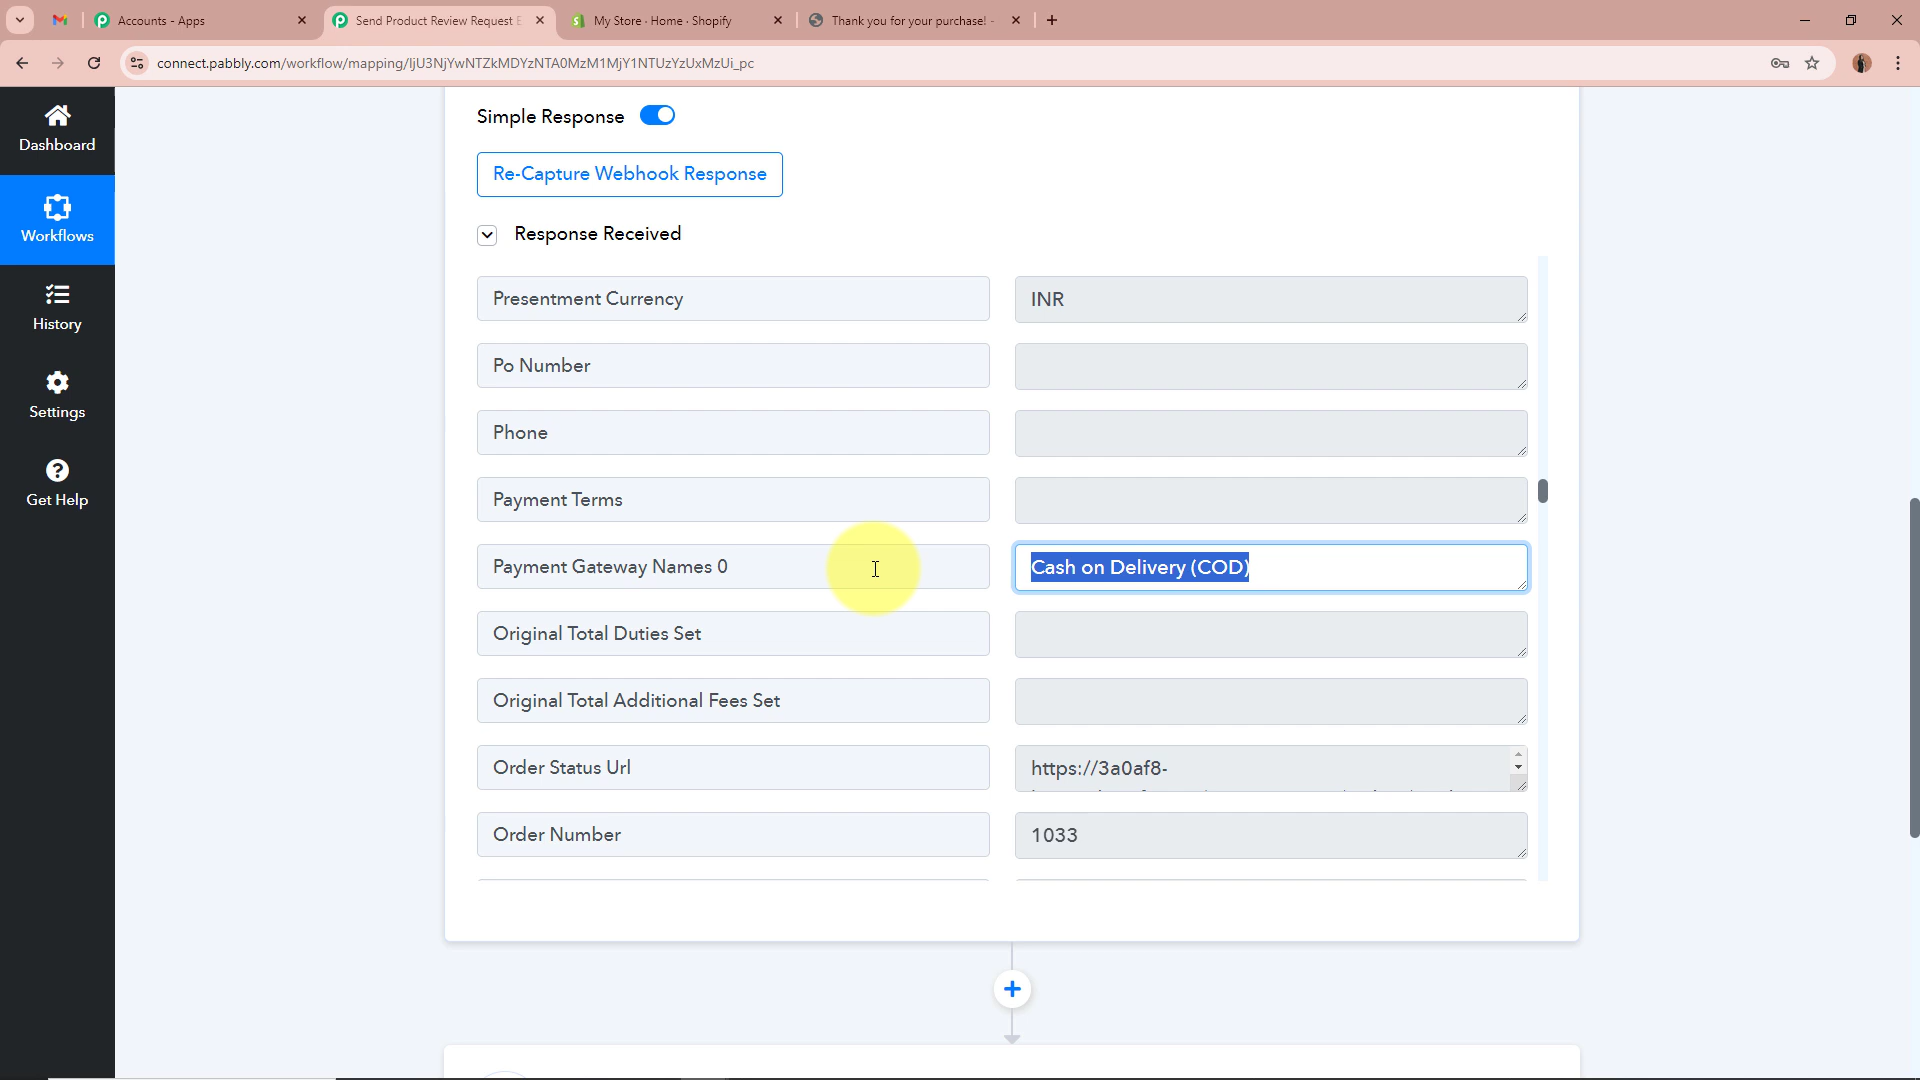 Accounts - Apps
Send Product Review Request E
My Store · Home · Shopify
Thank you for your purchase! -
connect.pabbly.com/workflow/mapping/IjU3NjYwNTZkMDYzNTA0MzM1MjY1NTUzYzUxMzUi_pc
Dashboard
Workflows
History
Settings
Get Help
Simple Response
Re-Capture Webhook Response
Response Received
Presentment Currency
INR
Po Number
Phone
Payment Terms
Payment Gateway Names 0
Cash on Delivery (COD)
Original Total Duties Set
Original Total Additional Fees Set
Order Status Url
https://3a0af8-
Order Number
1033